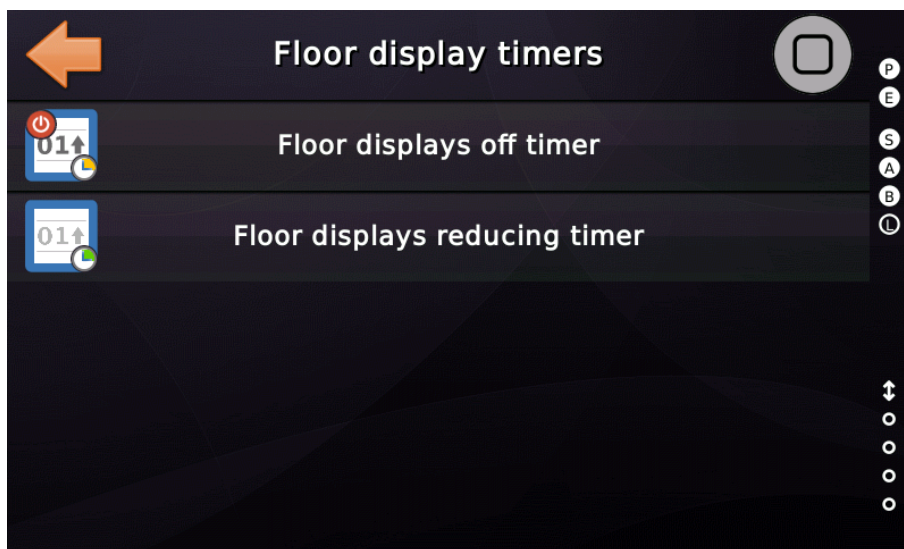 Floor display timers
P
E
01
Floor displays off timer
S
A
B
01
Floor displays reducing timer
L